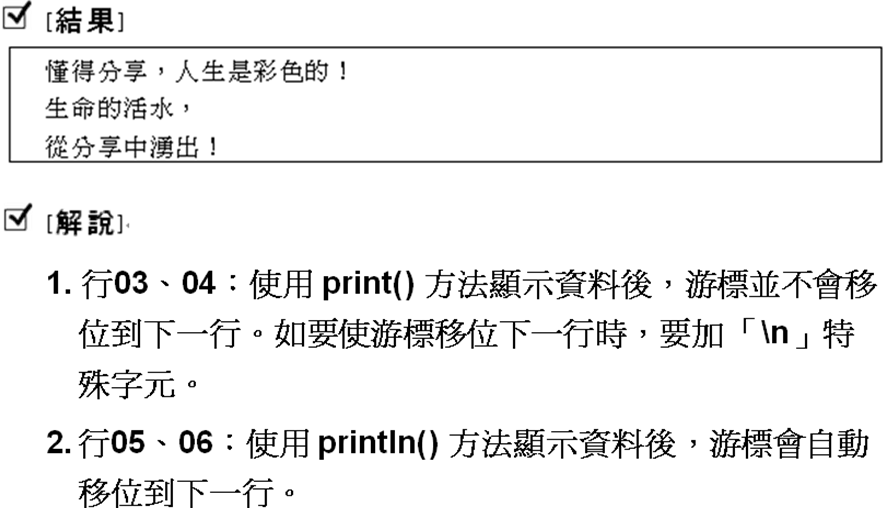 [結果]
懂得分享，人生是彩色的！
生命的活水，
從分享中湧出！
[解說]
1. 行03、04：使用 print() 方法顯示資料後，游標並不會移
位到下一行。如要使游標移位下一行時，要加「\n」特
殊字元。
2. 行05、06：使用 println() 方法顯示資料後，游標會自動
移位到下一行。